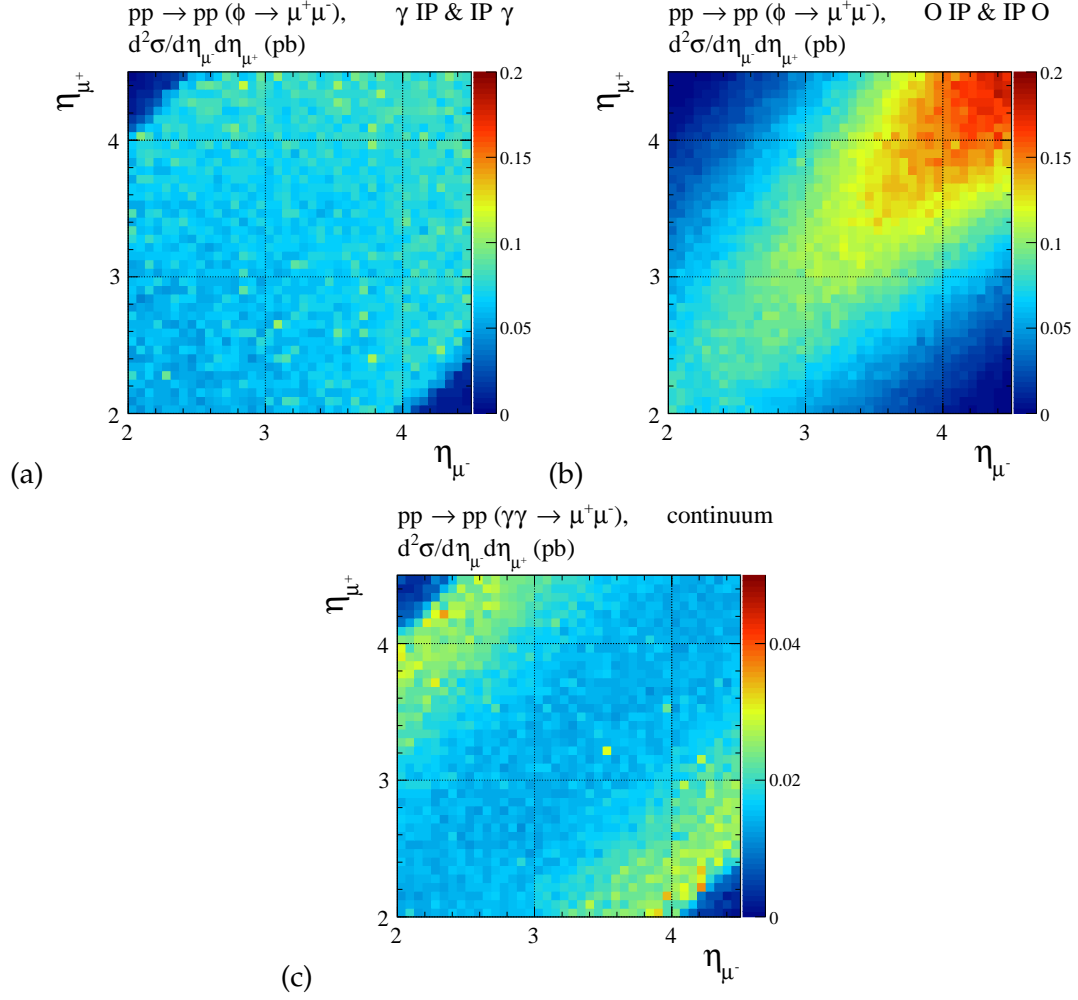 pp → pp (ϕ → μ⁺μ⁻), γ IP & IP γ
d²σ/dη_μ⁻dη_μ⁺ (pb)
η_μ⁺
4
3
2
2 3 4
η_μ⁻
0.2
0.15
0.1
0.05
0
(a)
pp → pp (ϕ → μ⁺μ⁻), O IP & IP O
d²σ/dη_μ⁻dη_μ⁺ (pb)
η_μ⁺
4
3
2
2 3 4
η_μ⁻
0.2
0.15
0.1
0.05
0
(b)
pp → pp (γγ → μ⁺μ⁻), continuum
d²σ/dη_μ⁻dη_μ⁺ (pb)
η_μ⁺
4
3
2
2 3 4
η_μ⁻
0.04
0.02
0
(c)